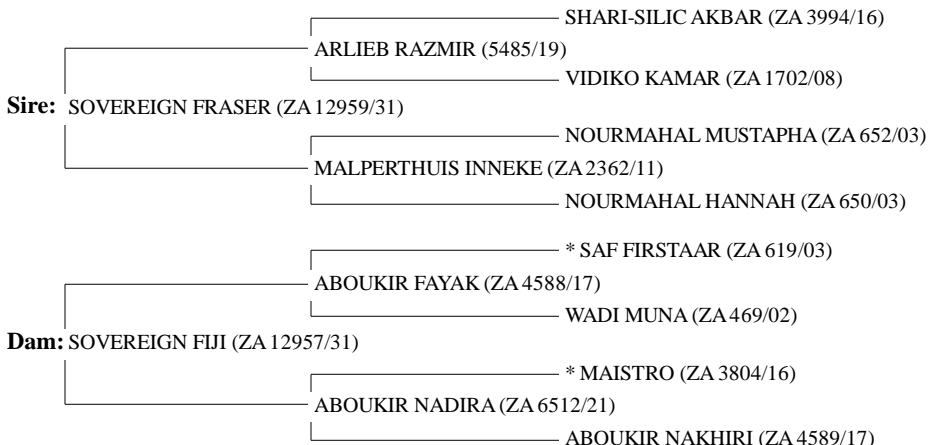 SHARI-SILIC AKBAR (ZA 3994/16)
ARLIEB RAZMIR (5485/19)
VIDIKO KAMAR (ZA 1702/08)
Sire: SOVEREIGN FRASER (ZA 12959/31)
NOURMAHAL MUSTAPHA (ZA 652/03)
MALPERTHUIS INNEKE (ZA 2362/11)
NOURMAHAL HANNAH (ZA 650/03)
* SAF FIRSTAAR (ZA 619/03)
ABOUKIR FAYAK (ZA 4588/17)
WADI MUNA (ZA 469/02)
Dam: SOVEREIGN FIJI (ZA 12957/31)
* MAISTRO (ZA 3804/16)
ABOUKIR NADIRA (ZA 6512/21)
ABOUKIR NAKHIRI (ZA 4589/17)